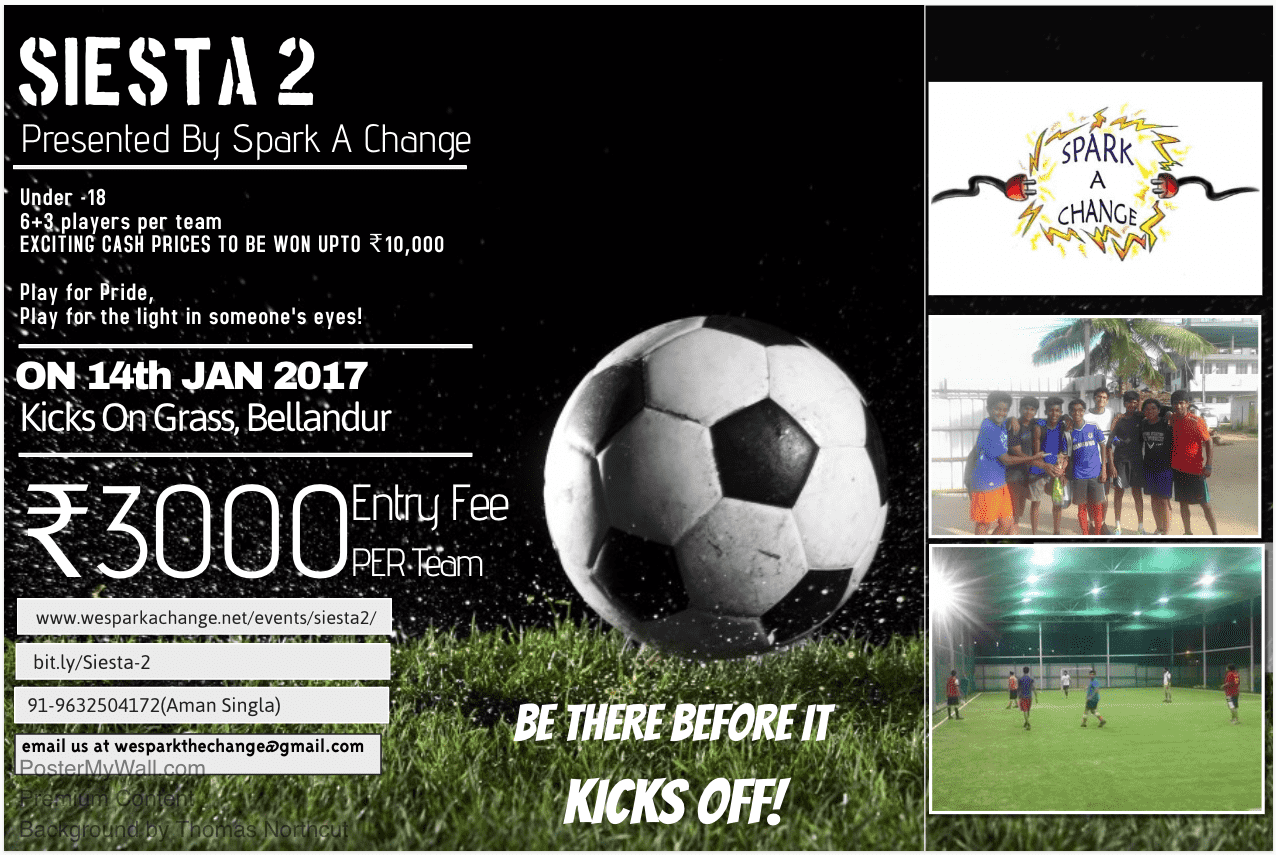 SIESTA 2
Presented By Spark A Change
Under -18
6+3 players per team
EXCITING CASH PRICES TO BE WON UPTO ₹10,000
Play for Pride,
Play for the light in someone's eyes!
ON 14th JAN 2017
Kicks On Grass, Bellandur
₹3000 Entry Fee
PER Team
www.wesparkachange.net/events/siesta2/
bit.ly/Siesta-2
91-9632504172(Aman Singla)
email us at wesparkthechange@gmail.com
PosterMyWall.com
Premium Content
Background by Thomas Northcut
BE THERE BEFORE IT
KICKS OFF!
SPARK
A
CHANGE